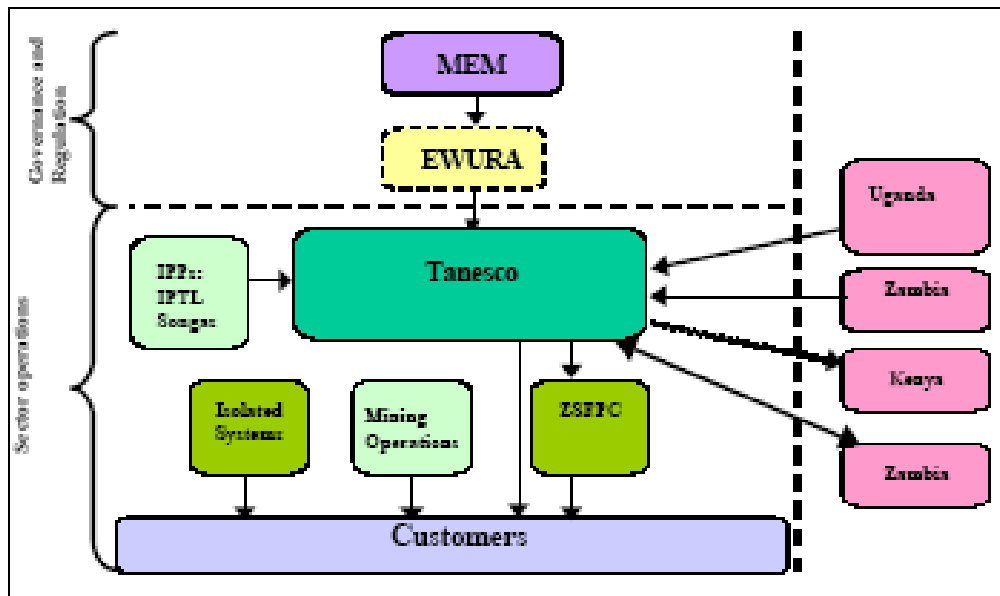 Governance and
Regulation
MEM
EWURA
Uganda
IPPs:
IPTL
Songas
Tanesco
Zambia
Kenya
Sector operations
Isolated
Systems
Mining
Operations
Zambia
Customers